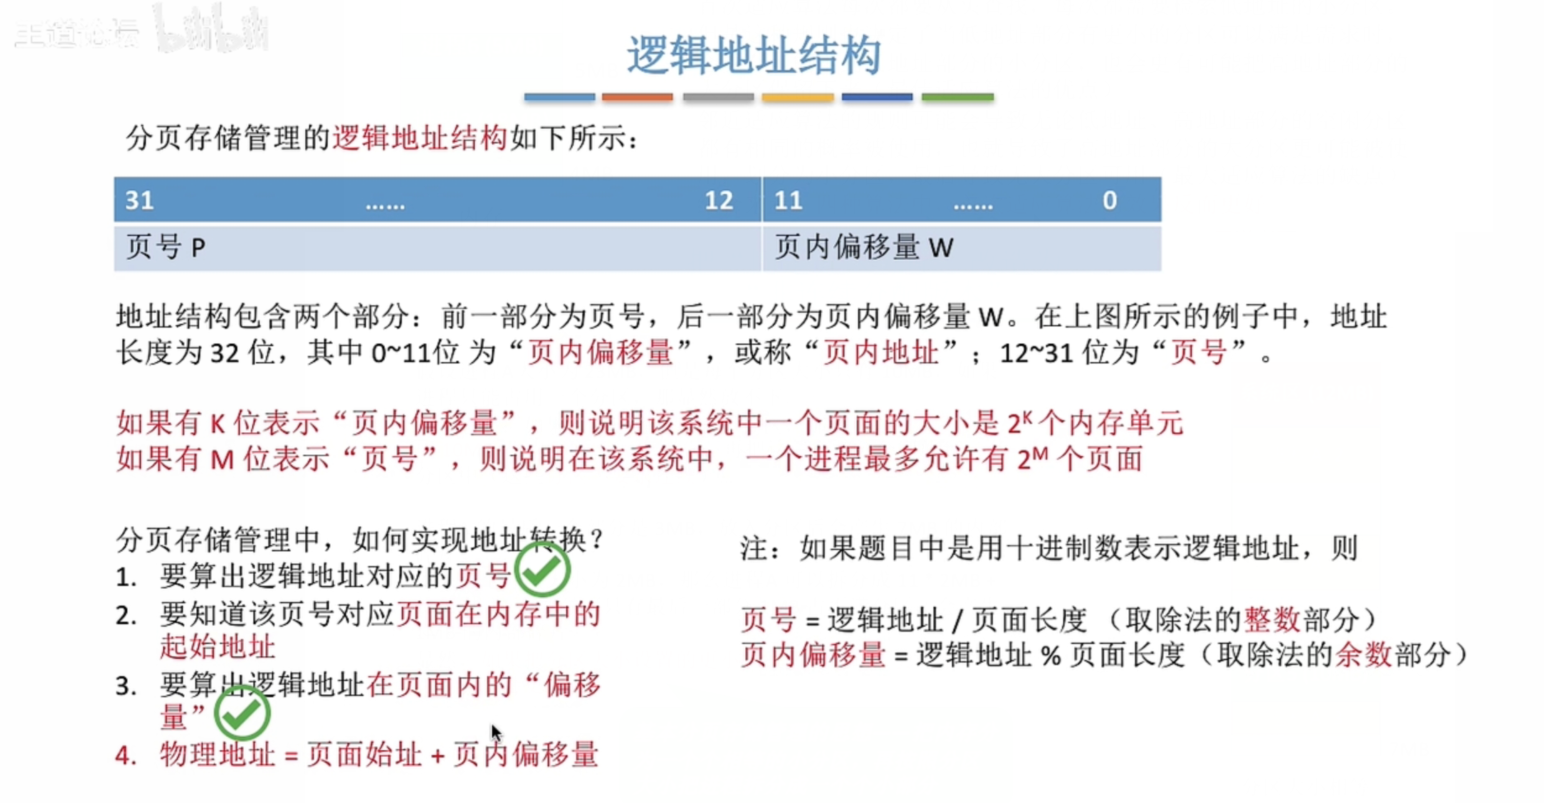 王道论坛 bilibili
逻辑地址结构
分页存储管理的逻辑地址结构如下所示：
31 …… 12 11 …… 0
页号 P 页内偏移量 W
地址结构包含两个部分：前一部分为页号，后一部分为页内偏移量 W。在上图所示的例子中，地址
长度为 32 位，其中 0~11位 为“页内偏移量”，或称“页内地址”；12~31 位为“页号”。
如果有 K 位表示“页内偏移量”，则说明该系统中一个页面的大小是 2ᴷ 个内存单元
如果有 M 位表示“页号”，则说明在该系统中，一个进程最多允许有 2ᴹ 个页面
分页存储管理中，如何实现地址转换？
1. 要算出逻辑地址对应的页号
2. 要知道该页号对应页面在内存中的
起始地址
3. 要算出逻辑地址在页面内的“偏移
量”
4. 物理地址 = 页面始址 + 页内偏移量
注：如果题目中是用十进制数表示逻辑地址，则
页号 = 逻辑地址 / 页面长度 （取除法的整数部分）
页内偏移量 = 逻辑地址 % 页面长度（取除法的余数部分）